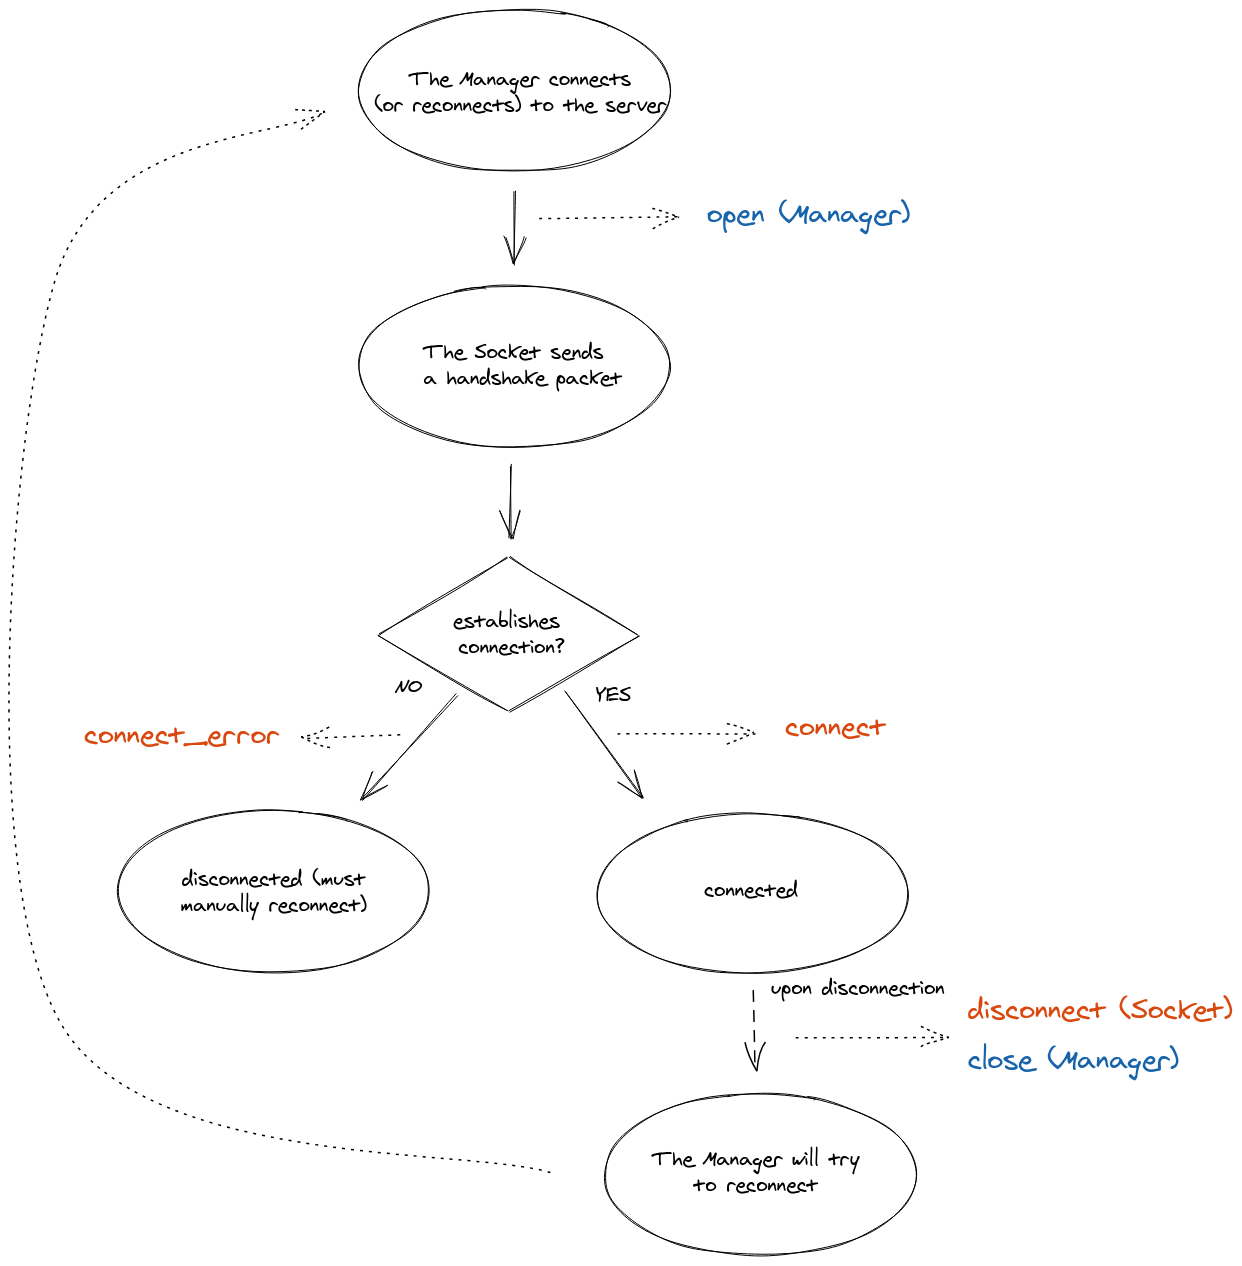 The Manager connects
(or reconnects) to the server
open (Manager)
The Socket sends
a handshake packet
establishes
connection?
NO
YES
connect_error
connect
disconnected (must
manually reconnect)
connected
upon disconnection
disconnect (Socket)
close (Manager)
The Manager will try
to reconnect